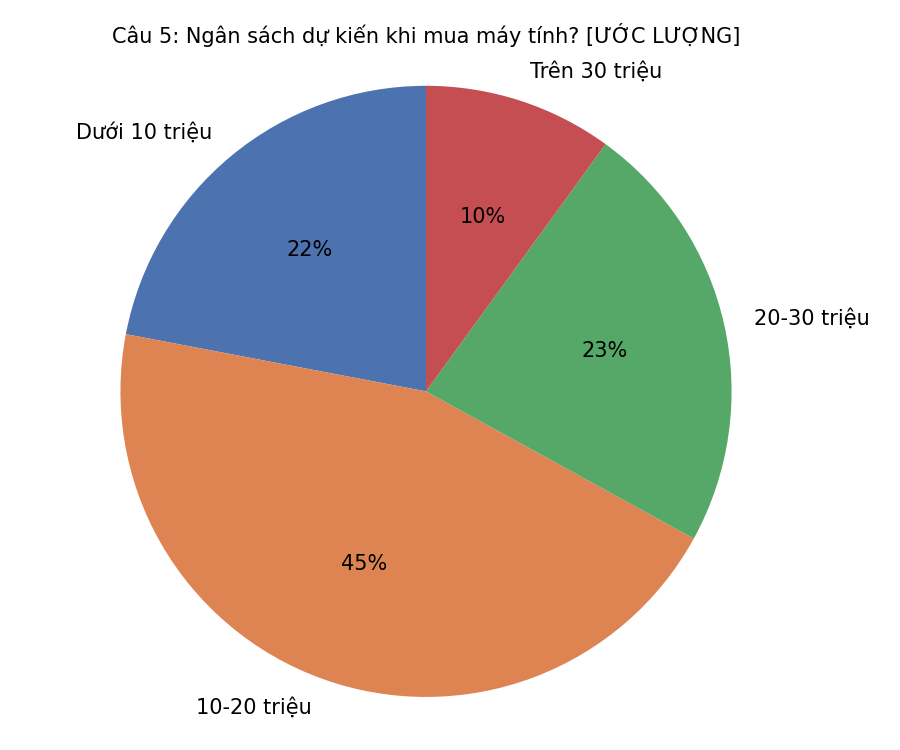 Câu 5: Ngân sách dự kiến khi mua máy tính? [ƯỚC LƯỢNG]
Trên 30 triệu
Dưới 10 triệu
10%
22%
20-30 triệu
23%
45%
10-20 triệu